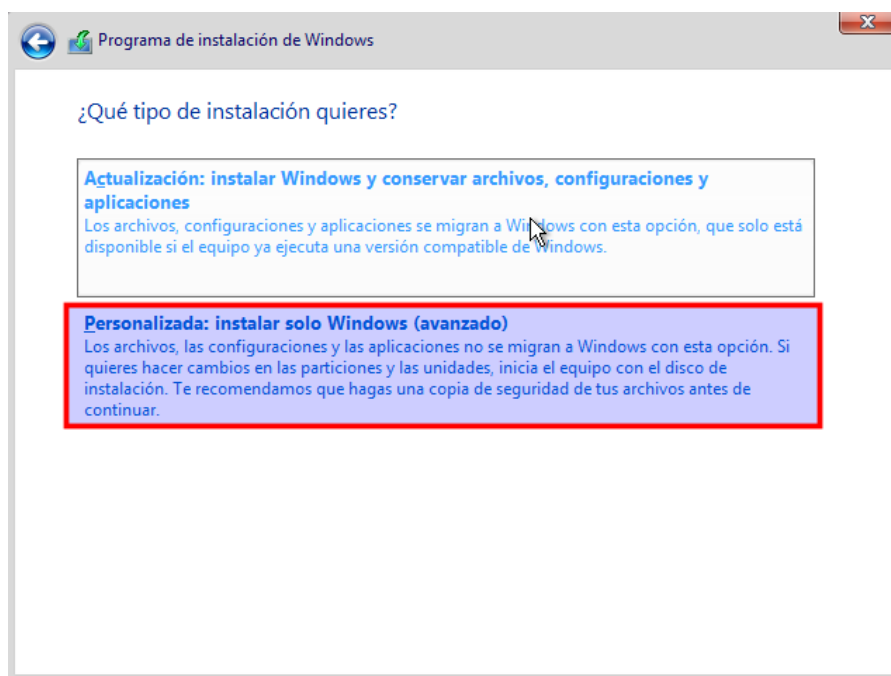 Programa de instalación de Windows
¿Qué tipo de instalación quieres?
Actualización: instalar Windows y conservar archivos, configuraciones y
aplicaciones
Los archivos, configuraciones y aplicaciones se migran a Windows con esta opción, que solo está
disponible si el equipo ya ejecuta una versión compatible de Windows.
Personalizada: instalar solo Windows (avanzado)
Los archivos, las configuraciones y las aplicaciones no se migran a Windows con esta opción. Si
quieres hacer cambios en las particiones y las unidades, inicia el equipo con el disco de
instalación. Te recomendamos que hagas una copia de seguridad de tus archivos antes de
continuar.